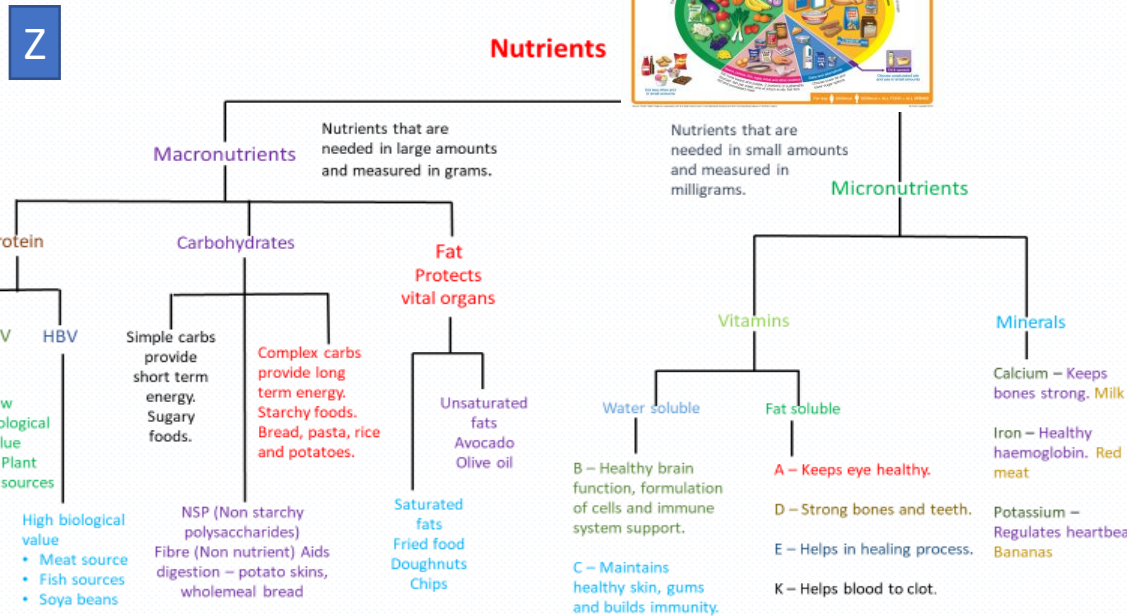 Z
Nutrients
Nutrients that are
needed in large amounts
and measured in grams.
Macronutrients
Nutrients that are
needed in small amounts
and measured in
milligrams.
Micronutrients
rotein
Carbohydrates
Fat
Protects
vital organs
V
HBV
Simple carbs
provide
short term
energy.
Sugary
foods.
Complex carbs
provide long
term energy.
Starchy foods.
Bread, pasta, rice
and potatoes.
Unsaturated
fats
Avocado
Olive oil
w
ological
lue
Plant
sources
High biological
value
• Meat source
• Fish sources
• Soya beans
NSP (Non starchy
polysaccharides)
Fibre (Non nutrient) Aids
digestion – potato skins,
wholemeal bread
Saturated
fats
Fried food
Doughnuts
Chips
Vitamins
Minerals
Water soluble
Fat soluble
B – Healthy brain
function, formulation
of cells and immune
system support.
C – Maintains
healthy skin, gums
and builds immunity.
A – Keeps eye healthy.
D – Strong bones and teeth.
E – Helps in healing process.
K – Helps blood to clot.
Calcium – Keeps
bones strong. Milk
Iron – Healthy
haemoglobin. Red
meat
Potassium –
Regulates heartbea
Bananas